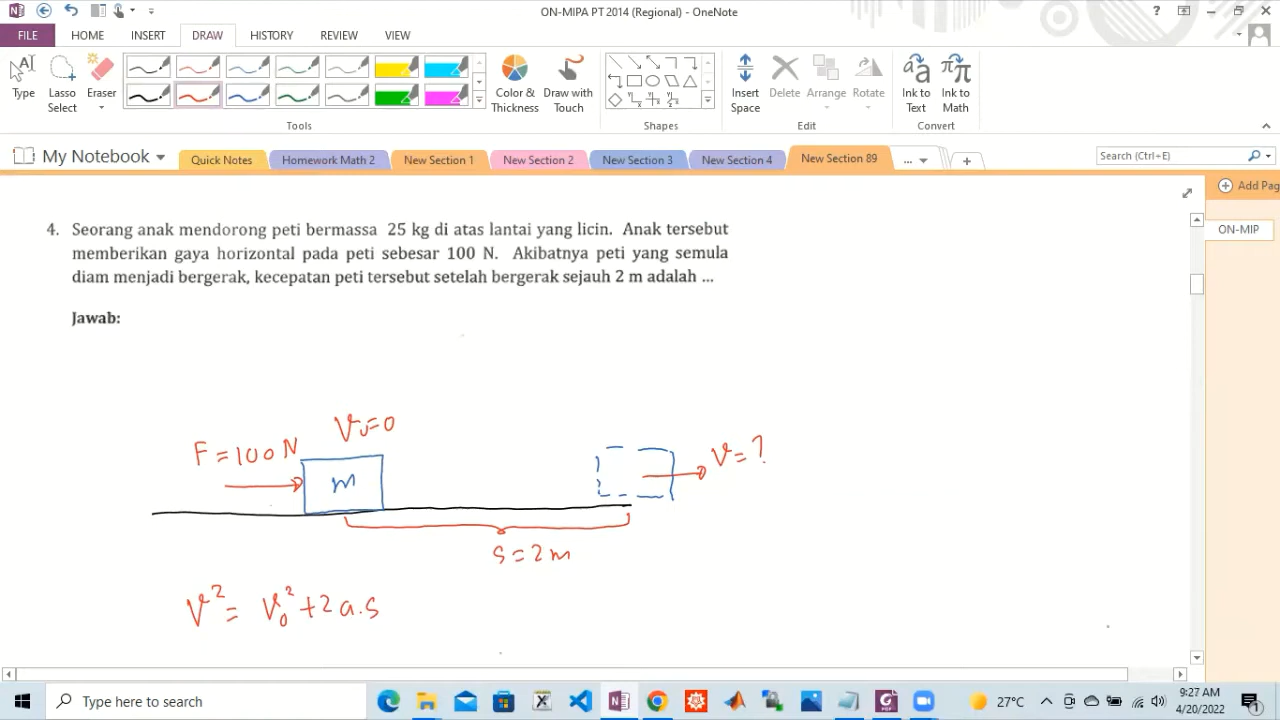 ON-MIPA PT 2014 (Regional) - OneNote
FILE HOME INSERT DRAW HISTORY REVIEW VIEW
Type Lasso Select Eraser Color & Thickness Draw with Touch Insert Space Delete Arrange Rotate Ink to Text Ink to Math
Tools Shapes Edit Convert
My Notebook Quick Notes Homework Math 2 New Section 1 New Section 2 New Section 3 New Section 4 New Section 89 ... Search (Ctrl+E)
Add Pag
ON-MIP
4. Seorang anak mendorong peti bermassa 25 kg di atas lantai yang licin. Anak tersebut
memberikan gaya horizontal pada peti sebesar 100 N. Akibatnya peti yang semula
diam menjadi bergerak, kecepatan peti tersebut setelah bergerak sejauh 2 m adalah ...
Jawab:
V₀=0
F = 100 N
m
V = ?
s = 2 m
V² = V₀² + 2 a.s
Type here to search
27°C
9:27 AM
4/20/2022
1